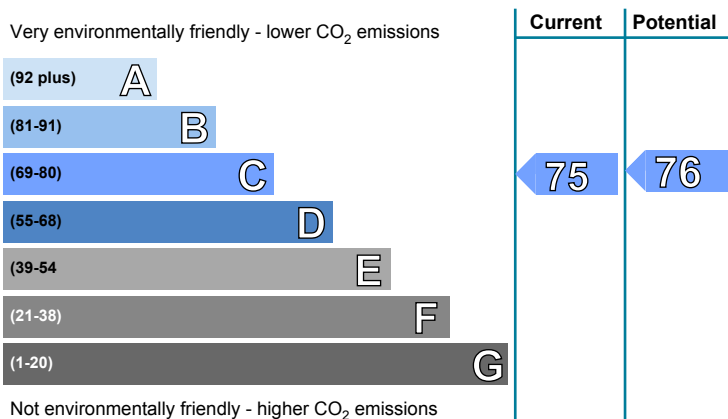 Current Potential
Very environmentally friendly - lower CO2 emissions
(92 plus) A
(81-91) B
(69-80) C 75 76
(55-68) D
(39-54 E
(21-38) F
(1-20) G
Not environmentally friendly - higher CO2 emissions